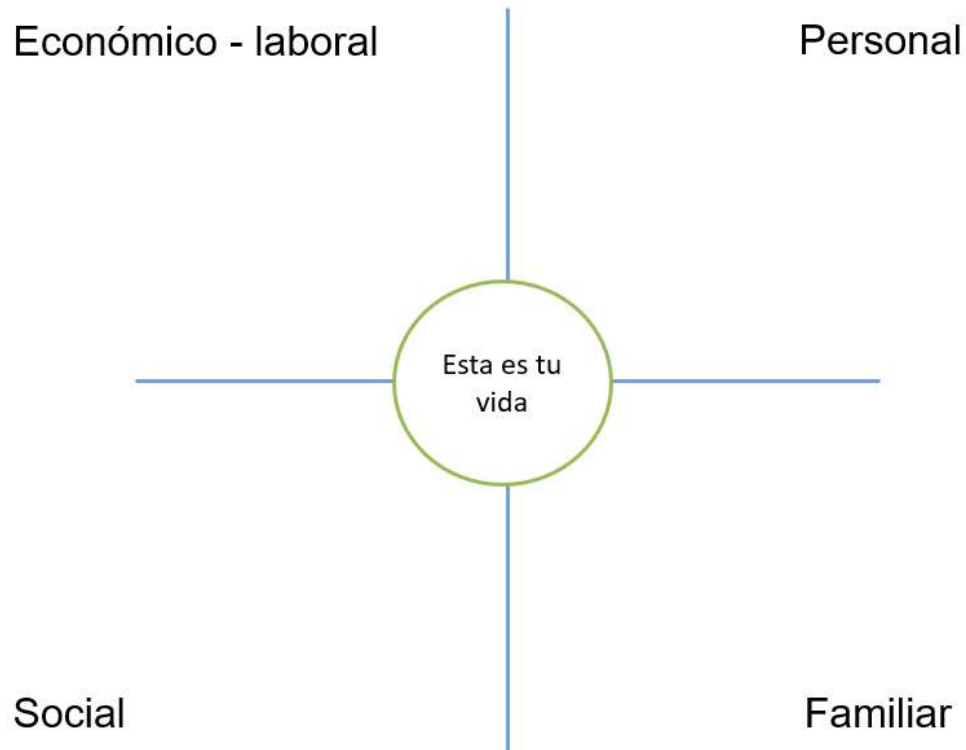 Económico - laboral
Personal
Esta es tu
vida
Social
Familiar